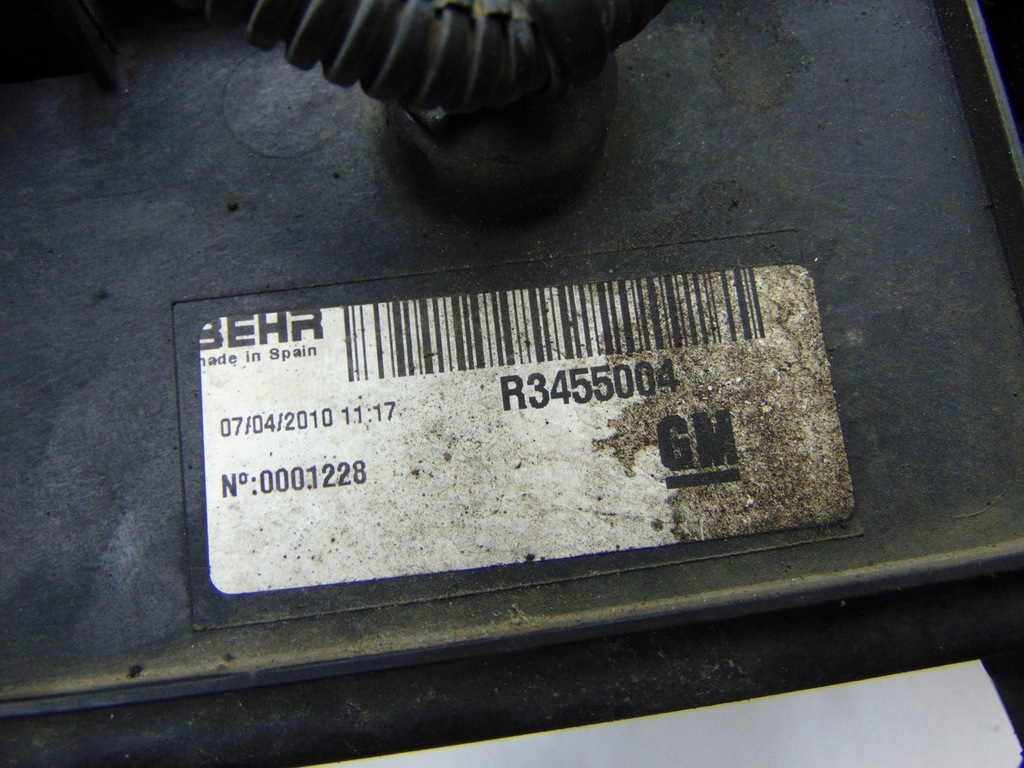 BEHR
made in Spain
R3455004
07/04/2010 11:17
GM
Nº:0001228